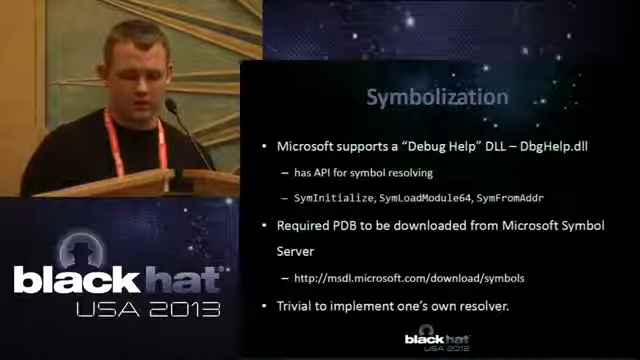 Symbolization
• Microsoft supports a “Debug Help” DLL – DbgHelp.dll
– has API for symbol resolving
– SymInitialize, SymLoadModule64, SymFromAddr
• Required PDB to be downloaded from Microsoft Symbol
Server
– http://msdl.microsoft.com/download/symbols
• Trivial to implement one’s own resolver.
black hat
USA 2013
black hat
USA 2013